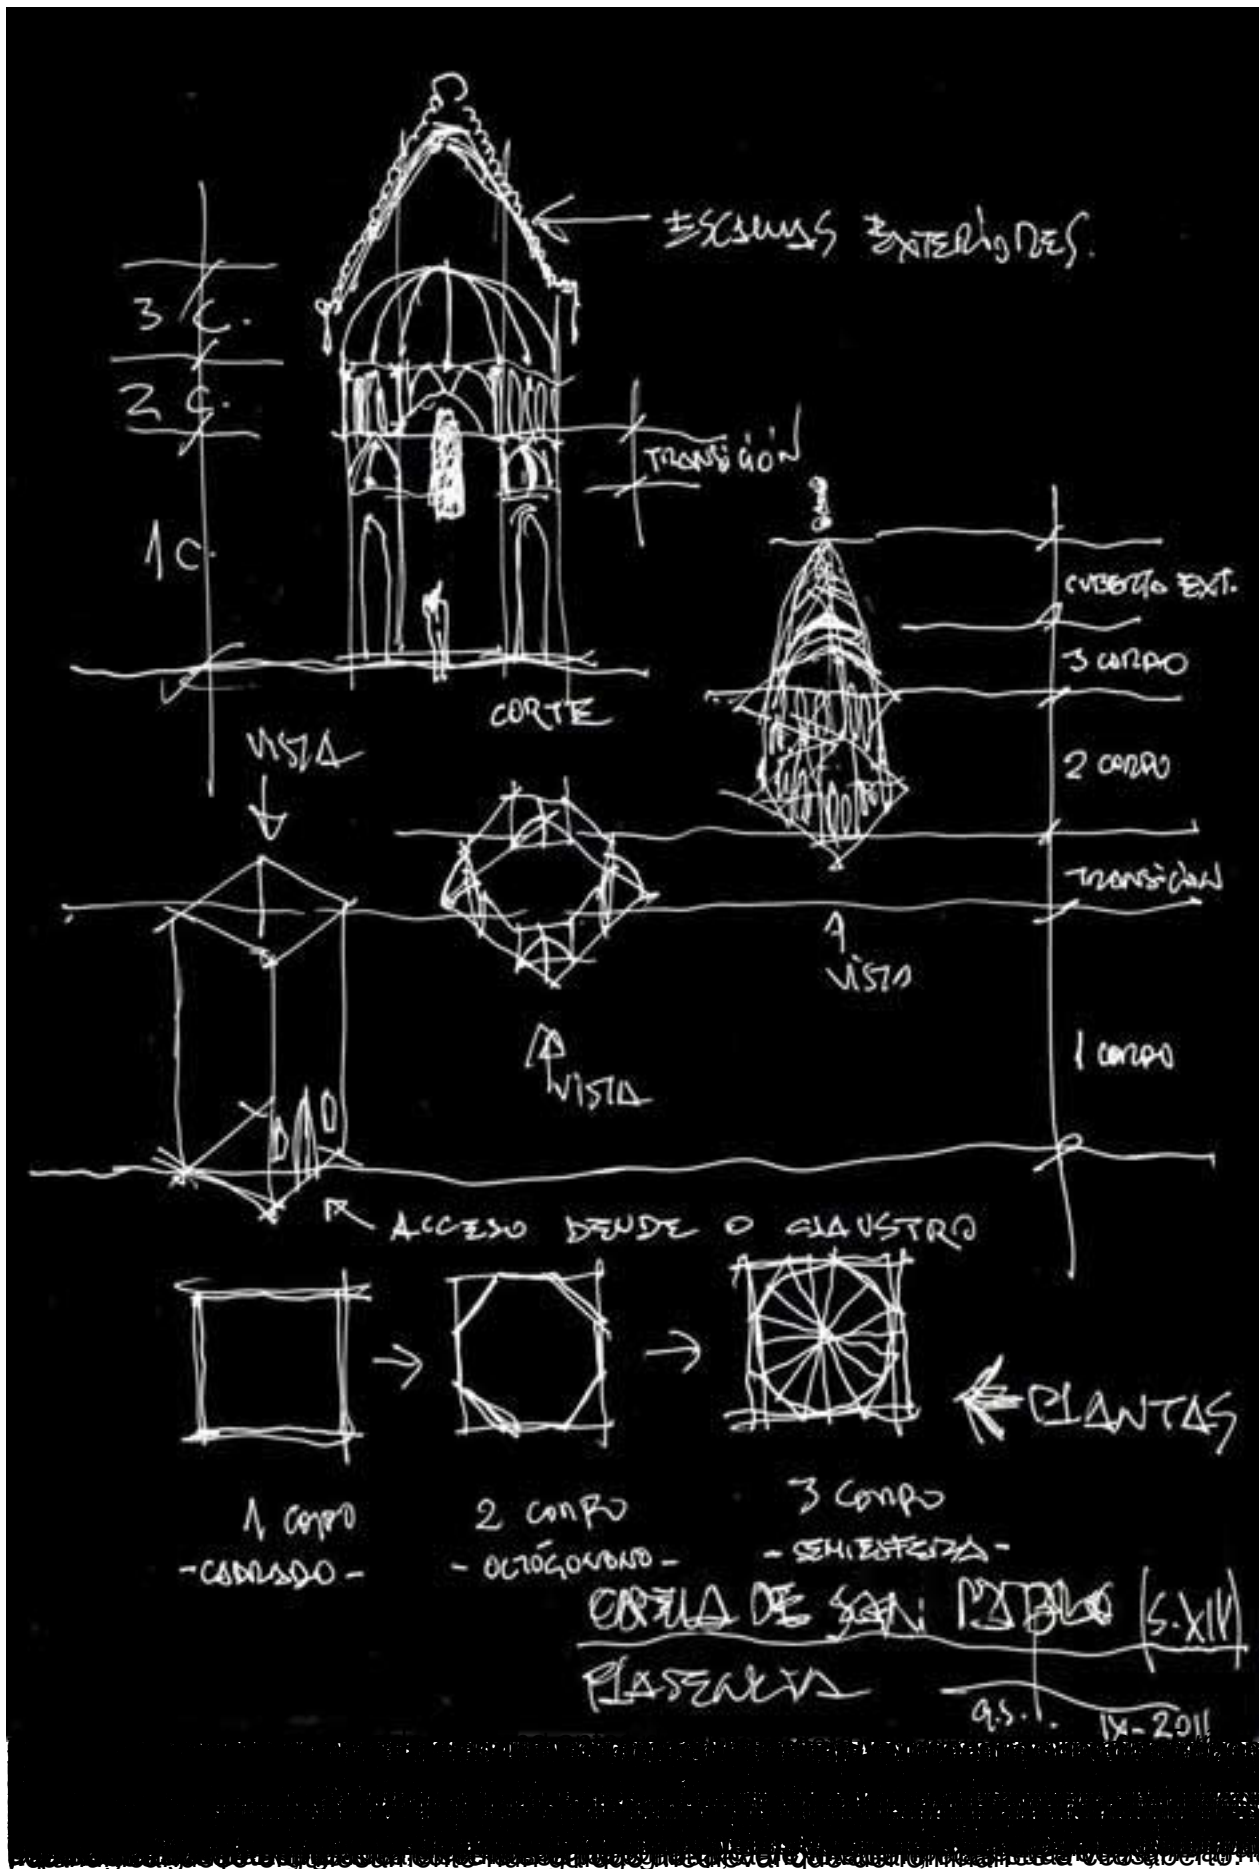 ESCAMAS EXTERIORES.
3 C.
2 C.
TRANSICIÓN
1 C.
CUBERTA EXT.
3 CORPO
CORTE
VISTA
2 CORPO
TRANSICIÓN
VISTA
1 CORPO
VISTA
ACCESO DENDE O CLAUSTRO
PLANTAS
1 CORPO
2 CORPO
3 CORPO
- CADRADO -
- OCTÓGONONO -
- SEMIESFERA -
CAPELA DE SAN PABLO (S.XIV)
PLASENCIA
a.s.l. IX-2011